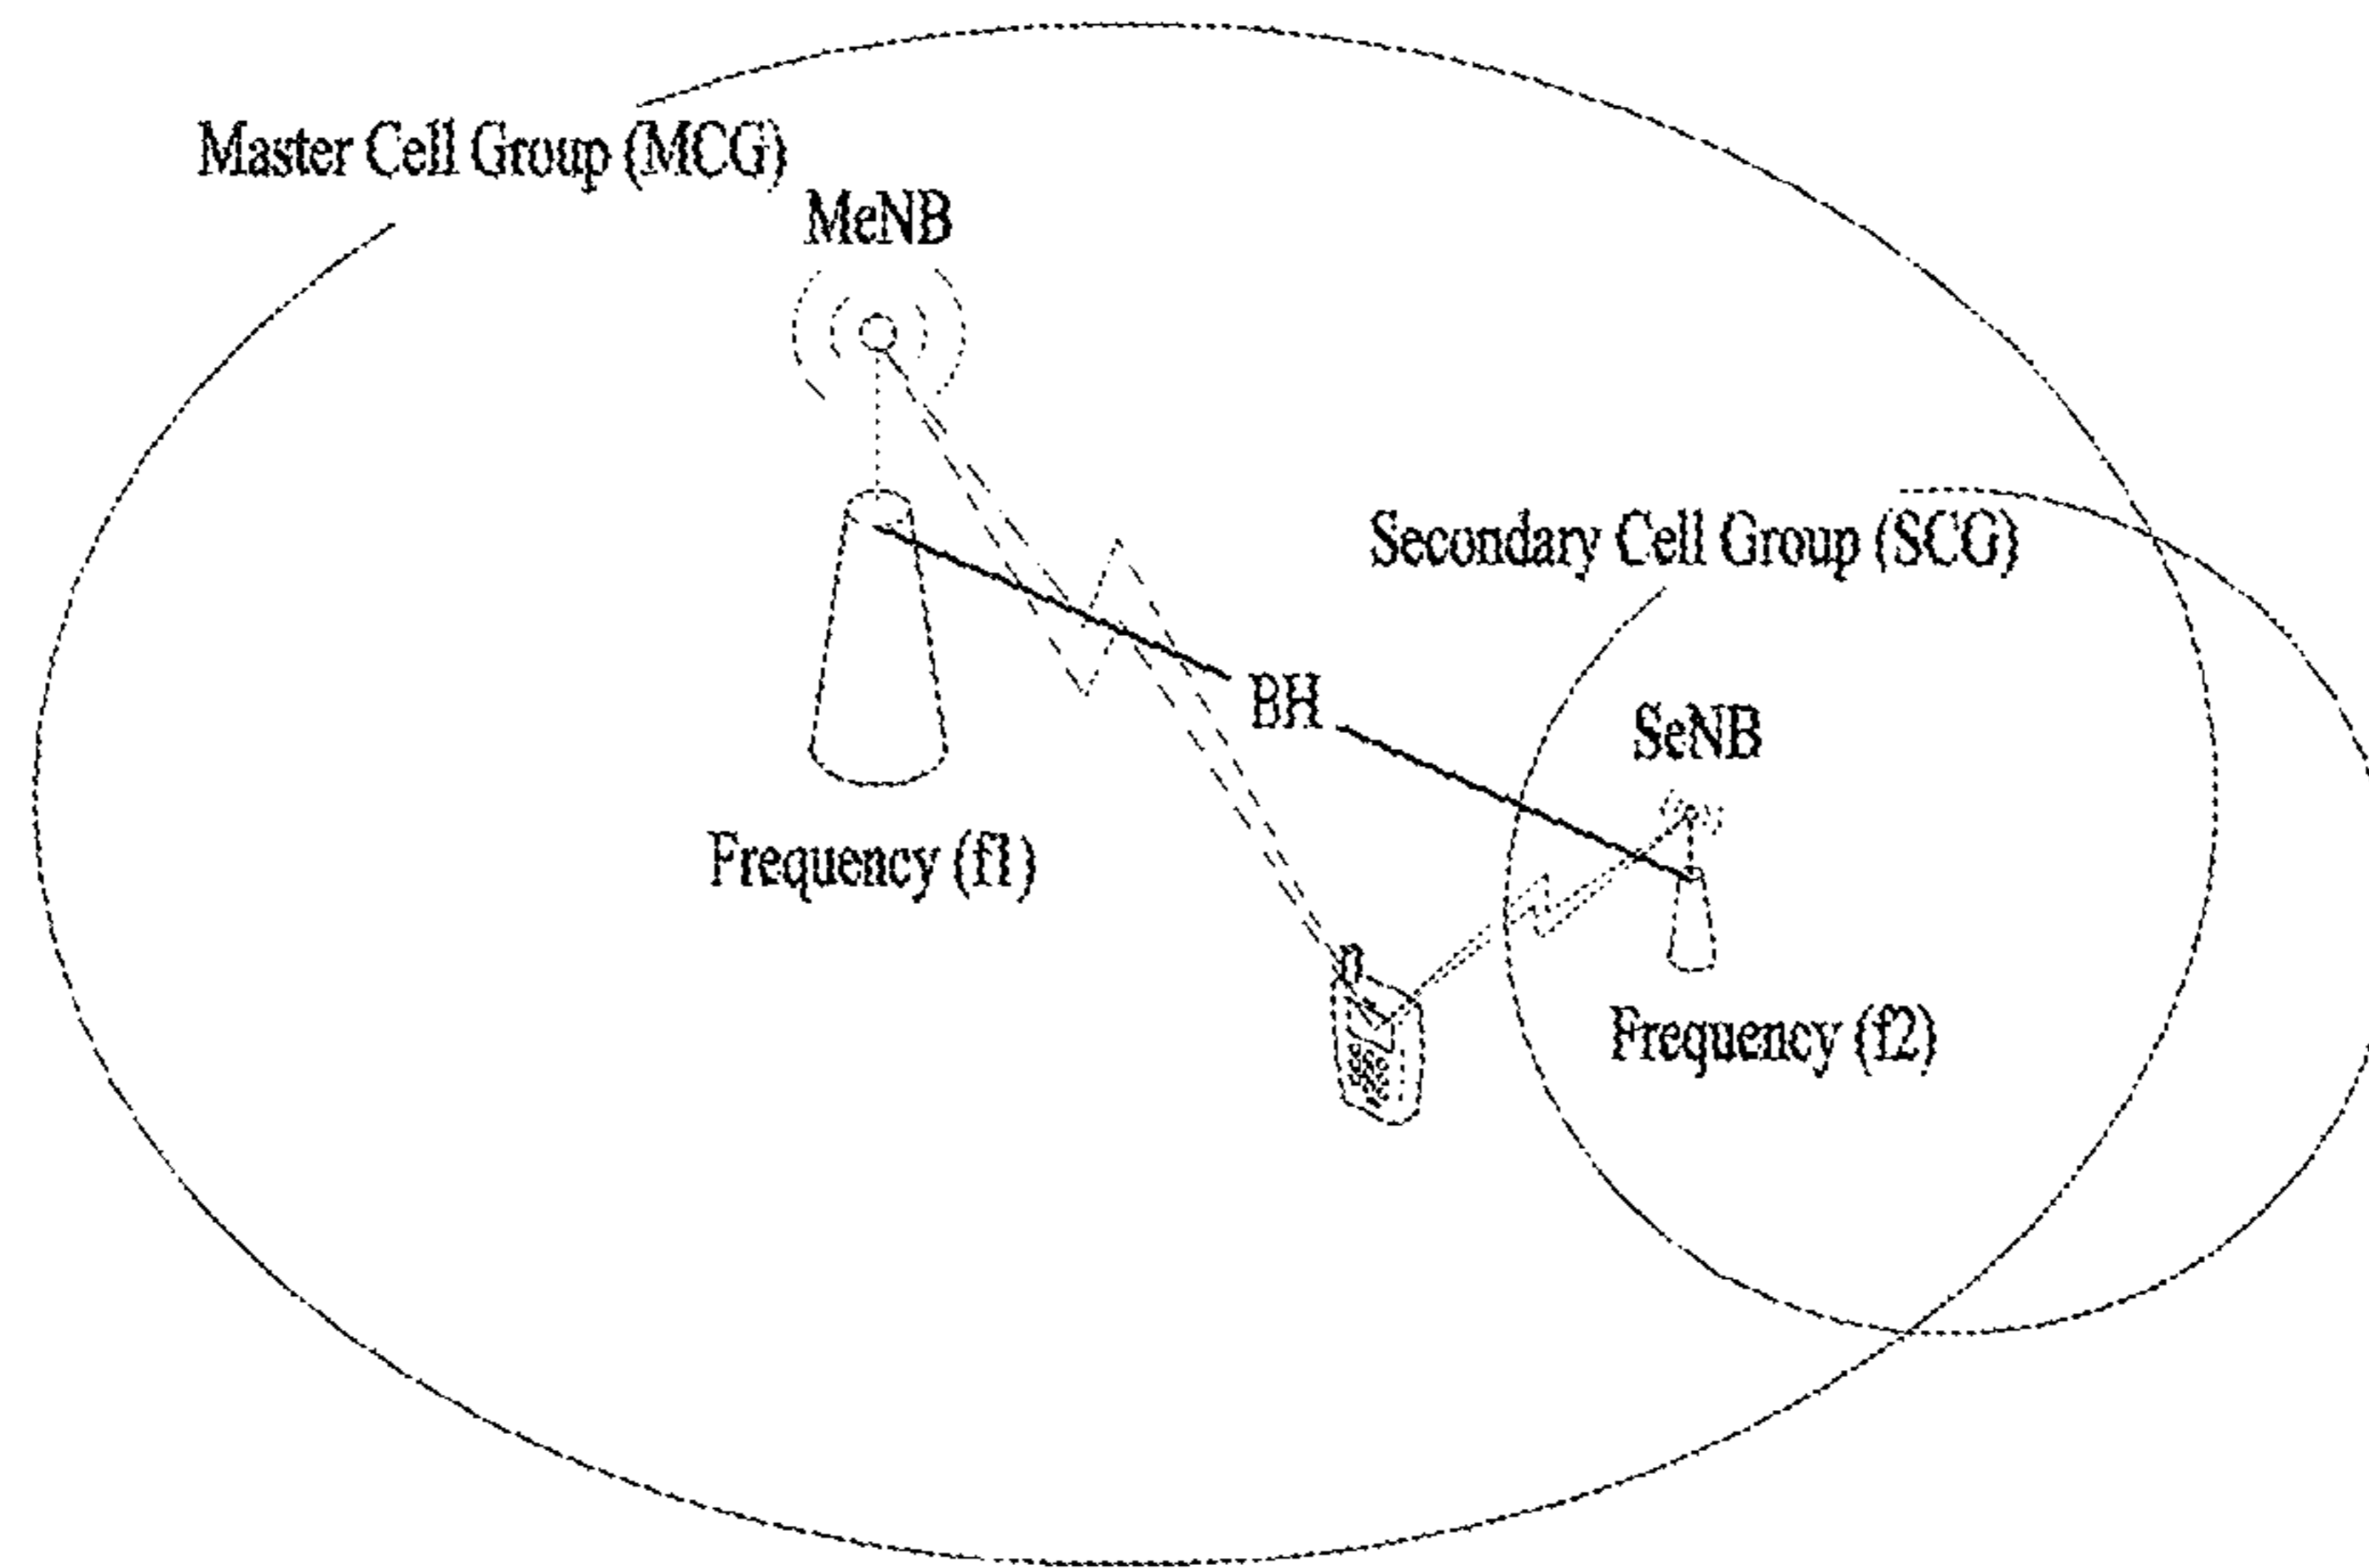 Master Cell Group (MCG)
MeNB
Secondary Cell Group (SCG)
BH
SeNB
Frequency (f1)
Frequency (f2)